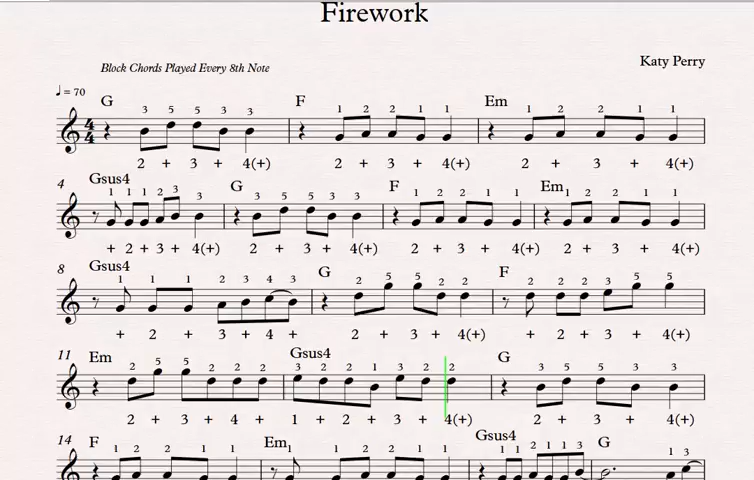 Firework
Block Chords Played Every 8th Note
Katy Perry
♩ = 70
G F Em
3 5 5 3 3 1 2 2 1 1 1 2 2 1 1
4/4
2 + 3 + 4(+) 2 + 3 + 4(+) 2 + 3 + 4(+)
4 Gsus4 G F Em
1 1 1 2 3 3 3 5 5 3 3 1 2 2 1 1 1 2 2 1 1
+ 2 + 3 + 4(+) 2 + 3 + 4(+) 2 + 3 + 4(+) 2 + 3 + 4(+)
8 Gsus4 G F
1 1 1 2 3 4 3 2 5 5 2 2 2 2 2 3 5 5
+ 2 + 3 + 4 + 2 + 3 + 4(+) + 2 + 3 + 4(+)
11 Em Gsus4 G
2 5 5 2 2 2 3 2 2 1 3 2 2 3 5 5 3 3
2 + 3 + 4 + 1 + 2 + 3 + 4(+) 2 + 3 + 4(+)
14 F Em Gsus4 G
1 2 2 1 1 1 1 2 2 1 1 1 1 2 1 1 3 1 3